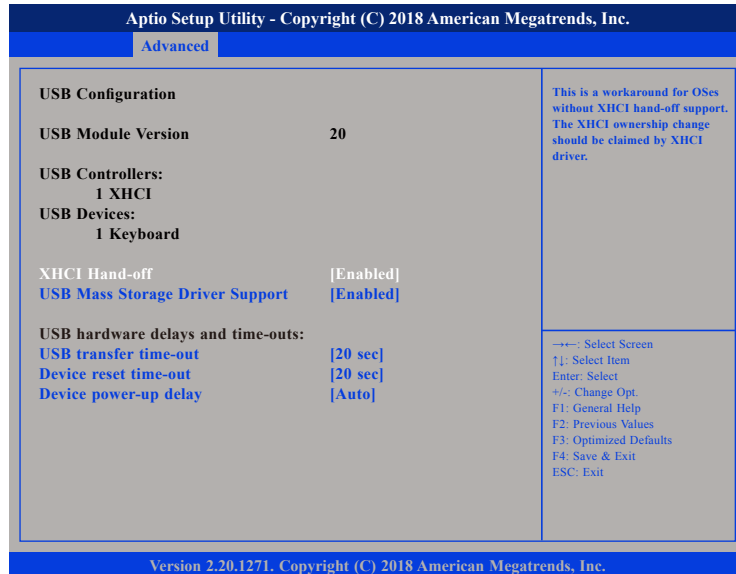 Aptio Setup Utility - Copyright (C) 2018 American Megatrends, Inc.
Advanced
USB Configuration
USB Module Version 20
USB Controllers:
1 XHCI
USB Devices:
1 Keyboard
XHCI Hand-off [Enabled]
USB Mass Storage Driver Support [Enabled]
USB hardware delays and time-outs:
USB transfer time-out [20 sec]
Device reset time-out [20 sec]
Device power-up delay [Auto]
This is a workaround for OSes
without XHCI hand-off support.
The XHCI ownership change
should be claimed by XHCI
driver.
→←: Select Screen
↑↓: Select Item
Enter: Select
+/-: Change Opt.
F1: General Help
F2: Previous Values
F3: Optimized Defaults
F4: Save & Exit
ESC: Exit
Version 2.20.1271. Copyright (C) 2018 American Megatrends, Inc.